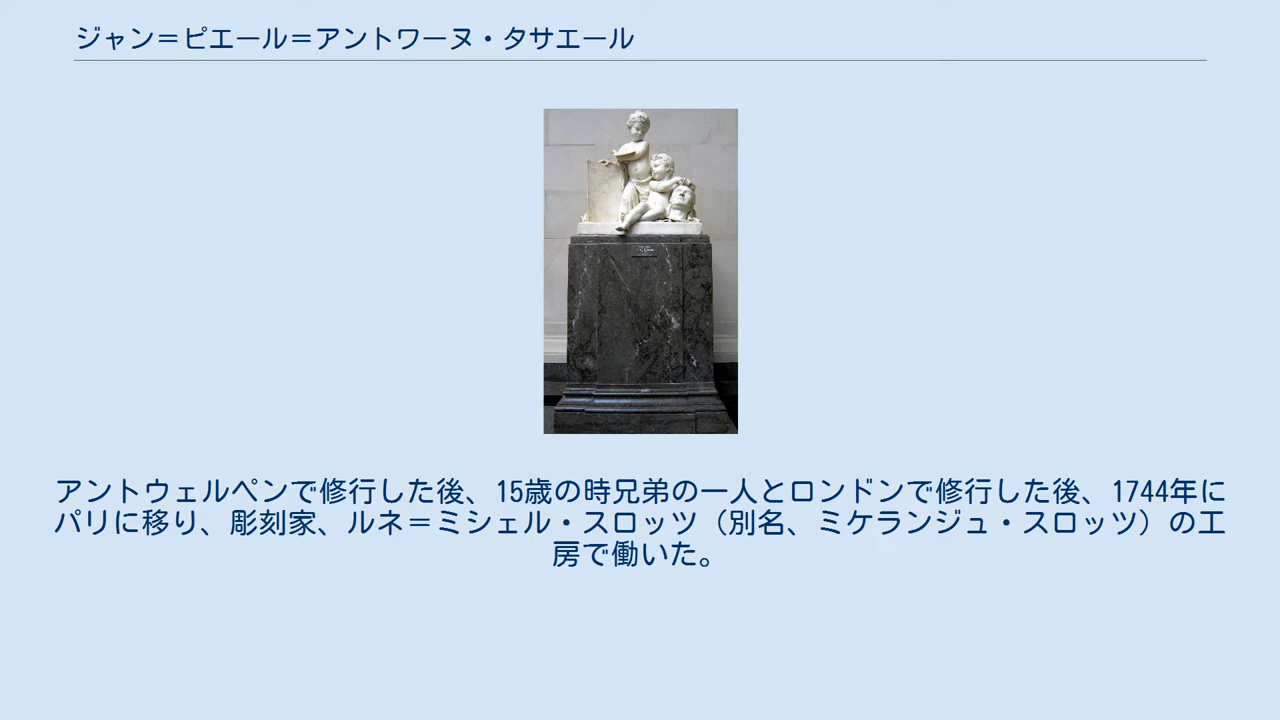 ジャン＝ピエール＝アントワーヌ・タサエール
アントウェルペンで修行した後、15歳の時兄弟の一人とロンドンで修行した後、1744年に
パリに移り、彫刻家、ルネ＝ミシェル・スロッツ（別名、ミケランジュ・スロッツ）の工
房で働いた。